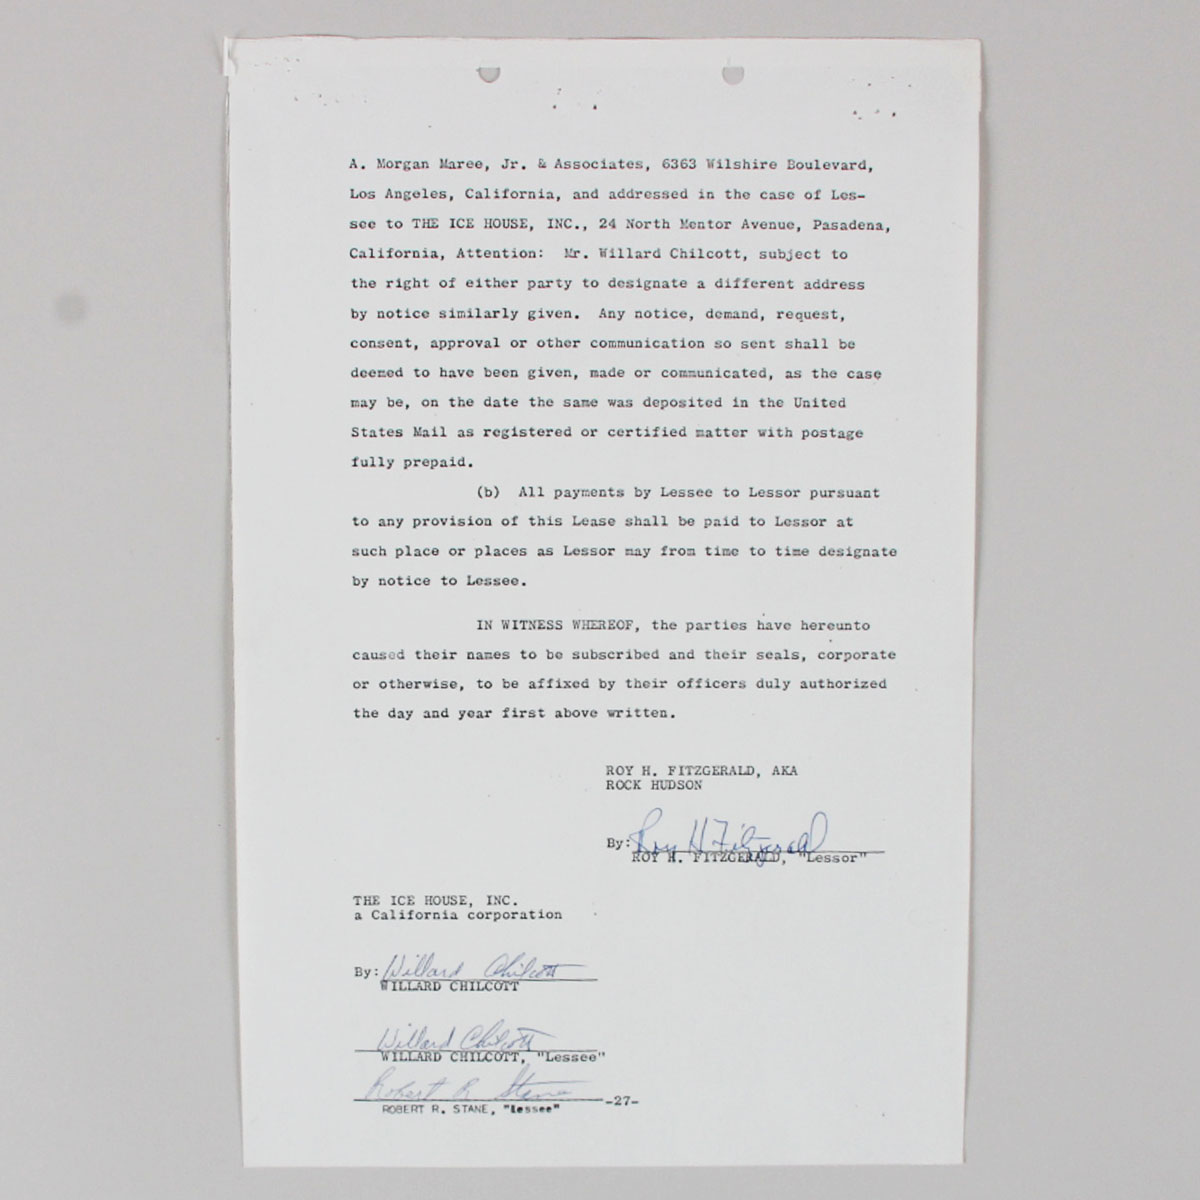 A. Morgan Maree, Jr. & Associates, 6363 Wilshire Boulevard,
Los Angeles, California, and addressed in the case of Les-
see to THE ICE HOUSE, INC., 24 North Mentor Avenue, Pasadena,
California, Attention: Mr. Willard Chilcott, subject to
the right of either party to designate a different address
by notice similarly given. Any notice, demand, request,
consent, approval or other communication so sent shall be
deemed to have been given, made or communicated, as the case
may be, on the date the same was deposited in the United
States Mail as registered or certified matter with postage
fully prepaid.
(b) All payments by Lessee to Lessor pursuant
to any provision of this Lease shall be paid to Lessor at
such place or places as Lessor may from time to time designate
by notice to Lessee.
IN WITNESS WHEREOF, the parties have hereunto
caused their names to be subscribed and their seals, corporate
or otherwise, to be affixed by their officers duly authorized
the day and year first above written.
ROY H. FITZGERALD, AKA
ROCK HUDSON
By: Roy H Fitzgerald
ROY H. FITZGERALD, "Lessor"
THE ICE HOUSE, INC.
a California corporation
By: Willard Chilcott
WILLARD CHILCOTT
Willard Chilcott
WILLARD CHILCOTT, "Lessee"
Robert R Stane
ROBERT R. STANE, "Lessee"
-27-